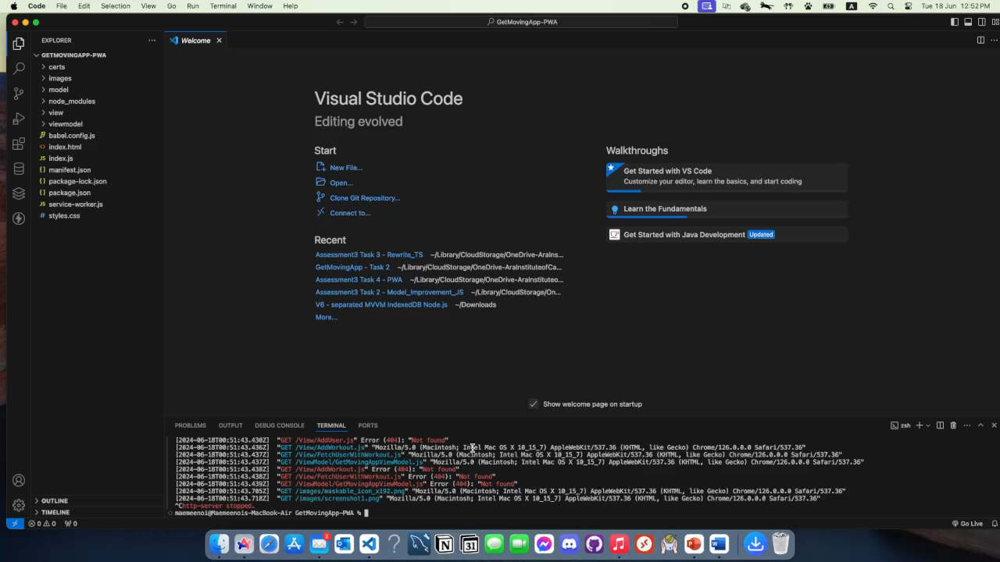 Code File Edit Selection View Go Run Terminal Window Help
2
A
Tue 18 Jun 12:52 PM
GetMovingApp-PWA
EXPLORER
Welcome
GETMOVINGAPP-PWA
certs
images
model
node_modules
view
viewmodel
babel.config.js
index.html
index.js
manifest.json
package-lock.json
package.json
service-worker.js
styles.css
OUTLINE
TIMELINE
Visual Studio Code
Editing evolved
Start
New File...
Open...
Clone Git Repository...
Connect to...
Recent
Assessment3 Task 3 - Rewrite_TS ~/Library/CloudStorage/OneDrive-AraIns...
GetMovingApp - Task 2 ~/Library/CloudStorage/OneDrive-AraInstituteofCa...
Assessment3 Task 4 - PWA ~/Library/CloudStorage/OneDrive-AraInstituteo...
Assessment3 Task 2 - Model_Improvement_JS ~/Library/CloudStorage/On...
V6 - separated MVVM IndexedDB Node.js ~/Downloads
More...
Walkthroughs
Get Started with VS Code
Customize your editor, learn the basics, and start coding
Learn the Fundamentals
Get Started with Java Development Updated
Show welcome page on startup
PROBLEMS OUTPUT DEBUG CONSOLE TERMINAL PORTS
zsh
[2024-06-18T00:51:43.430Z] "GET /View/AddUser.js" Error (404): "Not found"
[2024-06-18T00:51:43.436Z] "GET /View/AddWorkout.js" "Mozilla/5.0 (Macintosh; Intel Mac OS X 10_15_7) AppleWebKit/537.36 (KHTML, like Gecko) Chrome/126.0.0.0 Safari/537.36"
[2024-06-18T00:51:43.437Z] "GET /View/FetchUserWithWorkout.js" "Mozilla/5.0 (Macintosh; Intel Mac OS X 10_15_7) AppleWebKit/537.36 (KHTML, like Gecko) Chrome/126.0.0.0 Safari/537.36"
[2024-06-18T00:51:43.437Z] "GET /ViewModel/GetMovingAppViewModel.js" "Mozilla/5.0 (Macintosh; Intel Mac OS X 10_15_7) AppleWebKit/537.36 (KHTML, like Gecko) Chrome/126.0.0.0 Safari/537.36"
[2024-06-18T00:51:43.438Z] "GET /View/AddWorkout.js" Error (404): "Not found"
[2024-06-18T00:51:43.439Z] "GET /View/FetchUserWithWorkout.js" Error (404): "Not found"
[2024-06-18T00:51:43.439Z] "GET /ViewModel/GetMovingAppViewModel.js" Error (404): "Not found"
[2024-06-18T00:51:43.705Z] "GET /images/maskable_icon_x192.png" "Mozilla/5.0 (Macintosh; Intel Mac OS X 10_15_7) AppleWebKit/537.36 (KHTML, like Gecko) Chrome/126.0.0.0 Safari/537.36"
[2024-06-18T00:51:43.718Z] "GET /images/screenshot1.png" "Mozilla/5.0 (Macintosh; Intel Mac OS X 10_15_7) AppleWebKit/537.36 (KHTML, like Gecko) Chrome/126.0.0.0 Safari/537.36"
^Chttp-server stopped.
maemeenoi@Maemeenois-MacBook-Air GetMovingApp-PWA %
0 0 0
Go Live